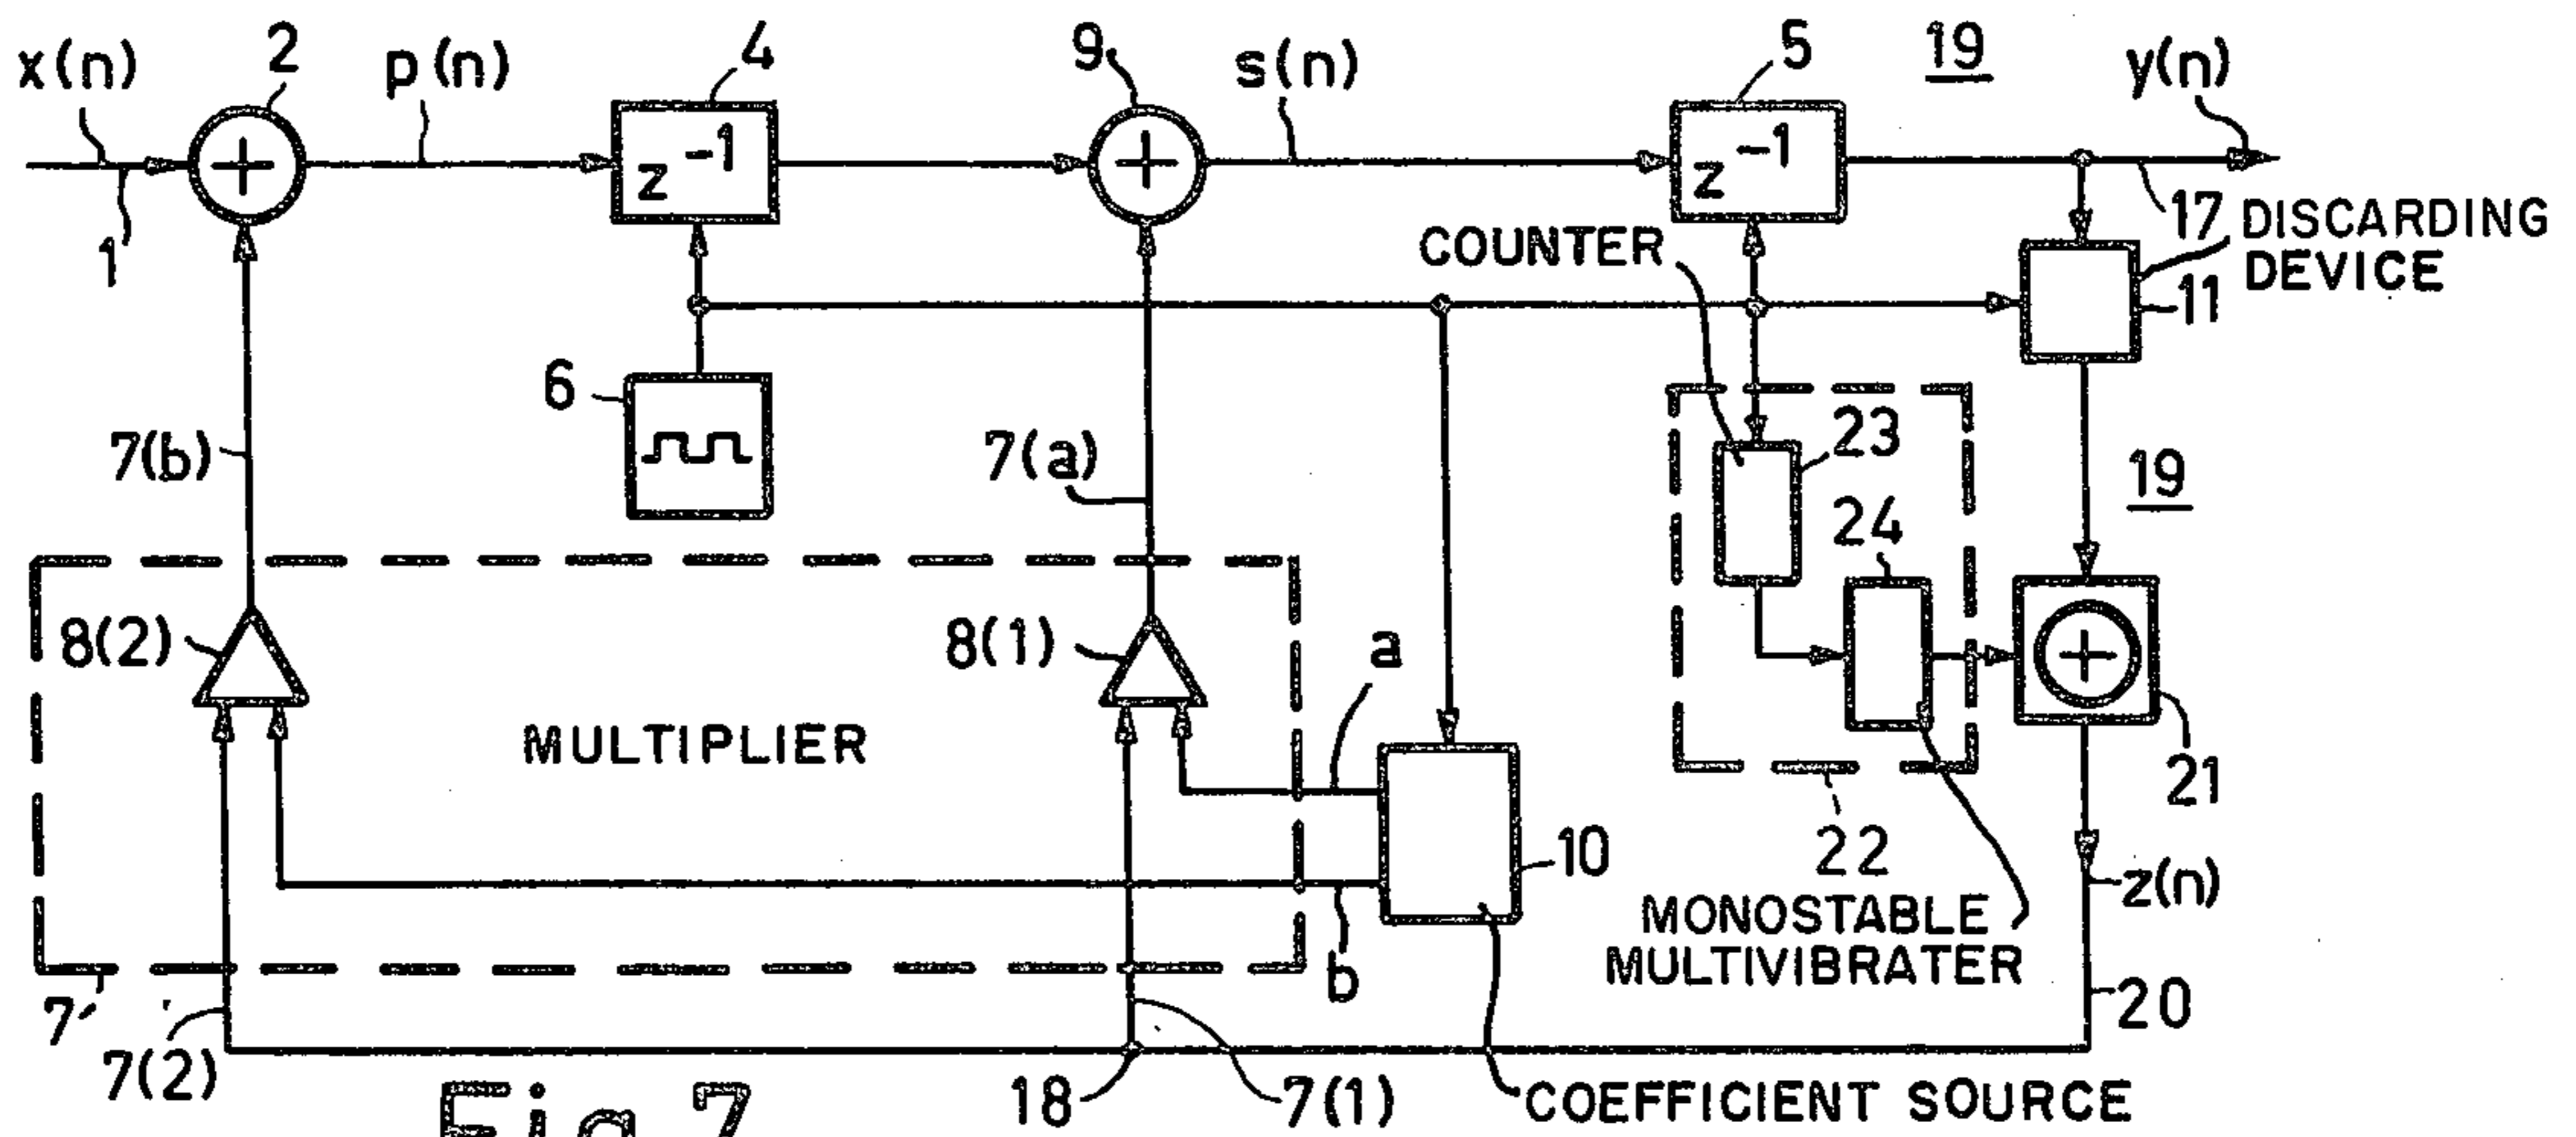 x(n)
2
p(n)
4
9
s(n)
5
19
y(n)
+
z⁻¹
+
z⁻¹
1
17
DISCARDING
DEVICE
COUNTER
11
6
7(b)
7(a)
23
19
24
8(2)
8(1)
a
+
MULTIPLIER
21
22
10
z(n)
MONOSTABLE
MULTIVIBRATER
b
7'
20
7(2)
18
7(1)
COEFFICIENT SOURCE
Fig. 7